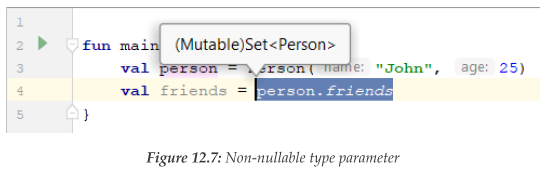 1
2 fun main
(Mutable)Set<Person>
3 val person = Person( name: "John", age: 25)
4 val friends = person.friends
5 }
Figure 12.7: Non-nullable type parameter